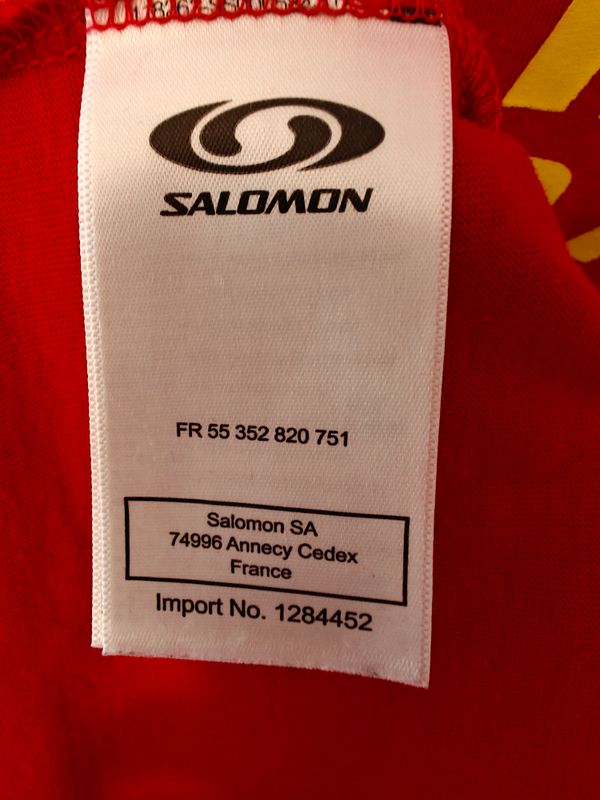 SALOMON
FR 55 352 820 751
Salomon SA
74996 Annecy Cedex
France
Import No. 1284452